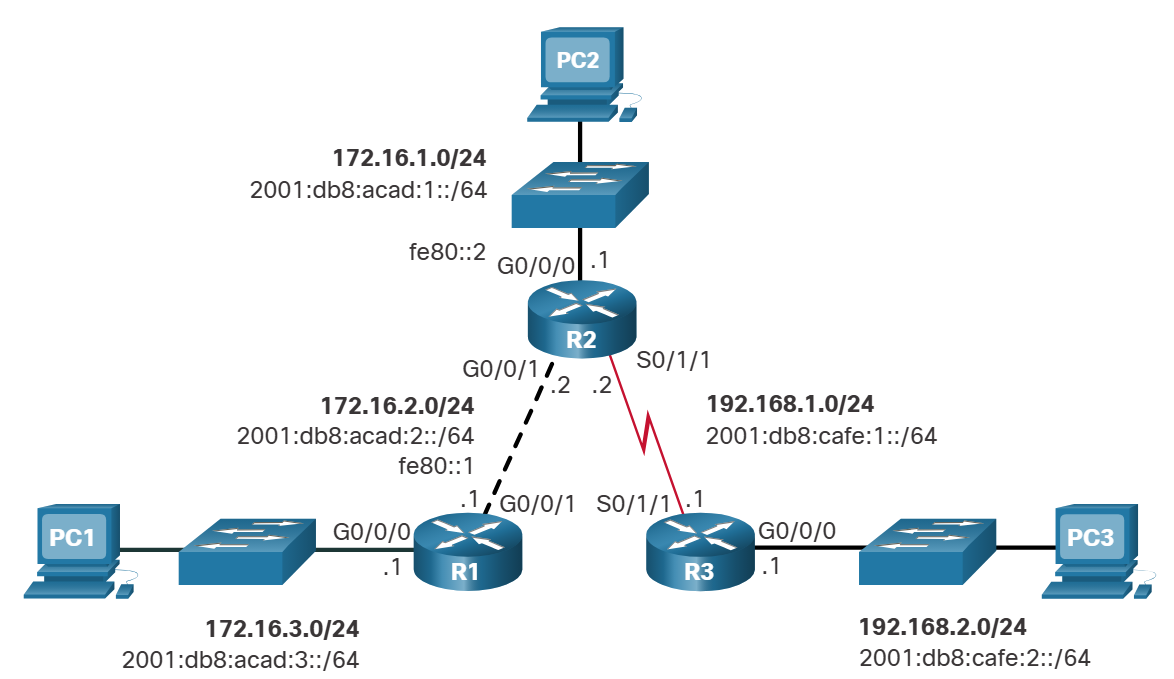 PC2
172.16.1.0/24
2001:db8:acad:1::/64
fe80::2
G0/0/0
.1
R2
G0/0/1
.2
.2
S0/1/1
172.16.2.0/24
2001:db8:acad:2::/64
fe80::1
192.168.1.0/24
2001:db8:cafe:1::/64
.1
G0/0/1
S0/1/1
.1
PC1
G0/0/0
.1
R1
R3
G0/0/0
.1
PC3
172.16.3.0/24
2001:db8:acad:3::/64
192.168.2.0/24
2001:db8:cafe:2::/64